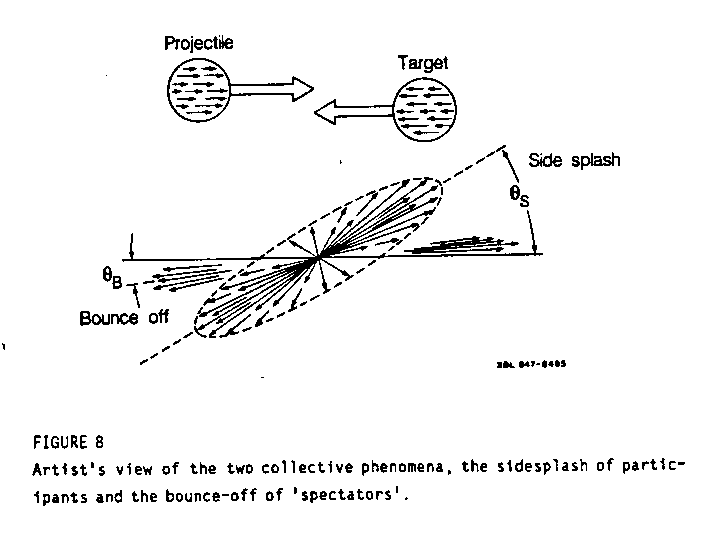 Projectile
Target
Side splash
θS
θB
Bounce off
XBL 847-8485
FIGURE 8
Artist's view of the two collective phenomena, the sidesplash of partic-
ipants and the bounce-off of 'spectators'.